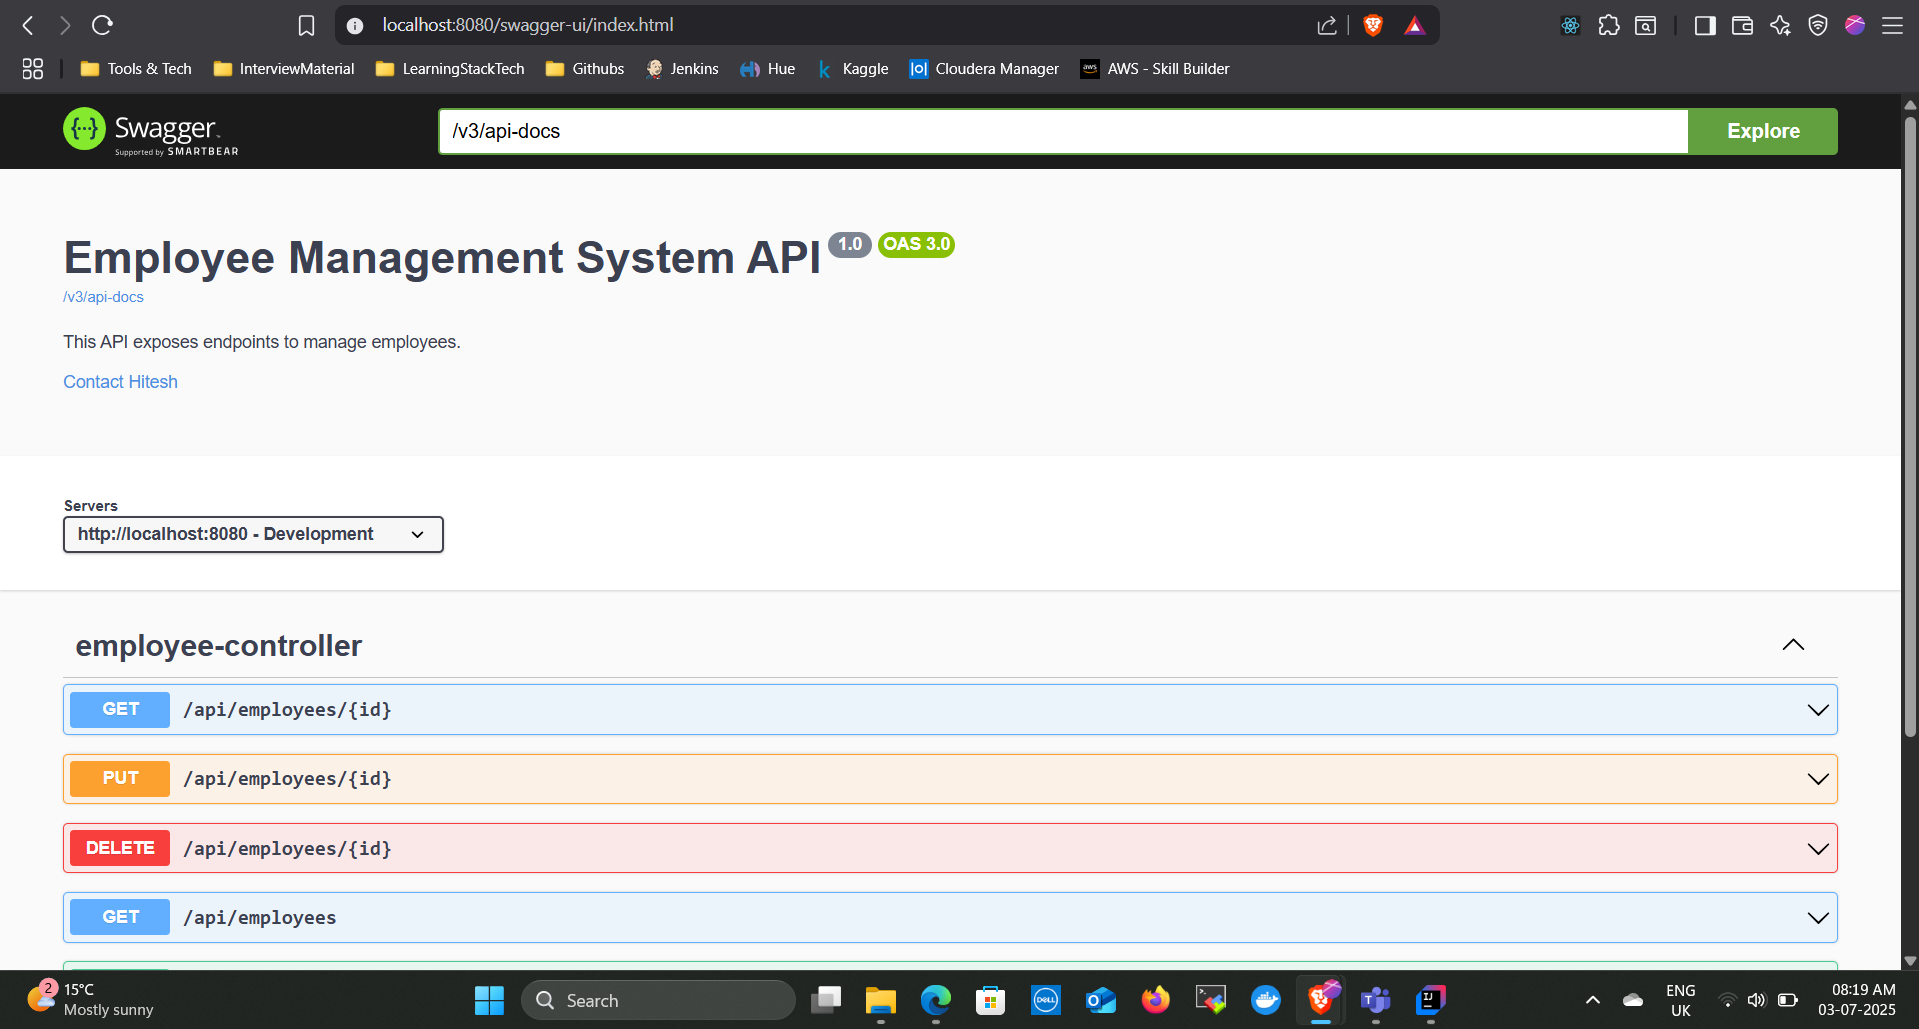 localhost:8080/swagger-ui/index.html
Tools & Tech InterviewMaterial LearningStackTech Githubs Jenkins Hue Kaggle Cloudera Manager aws AWS - Skill Builder
Swagger
Supported by SMARTBEAR
/v3/api-docs
Explore
Employee Management System API 1.0 OAS 3.0
/v3/api-docs
This API exposes endpoints to manage employees.
Contact Hitesh
Servers
http://localhost:8080 - Development
employee-controller
GET /api/employees/{id}
PUT /api/employees/{id}
DELETE /api/employees/{id}
GET /api/employees
2
15°C
Mostly sunny
Search
DELL
ENG
UK
08:19 AM
03-07-2025